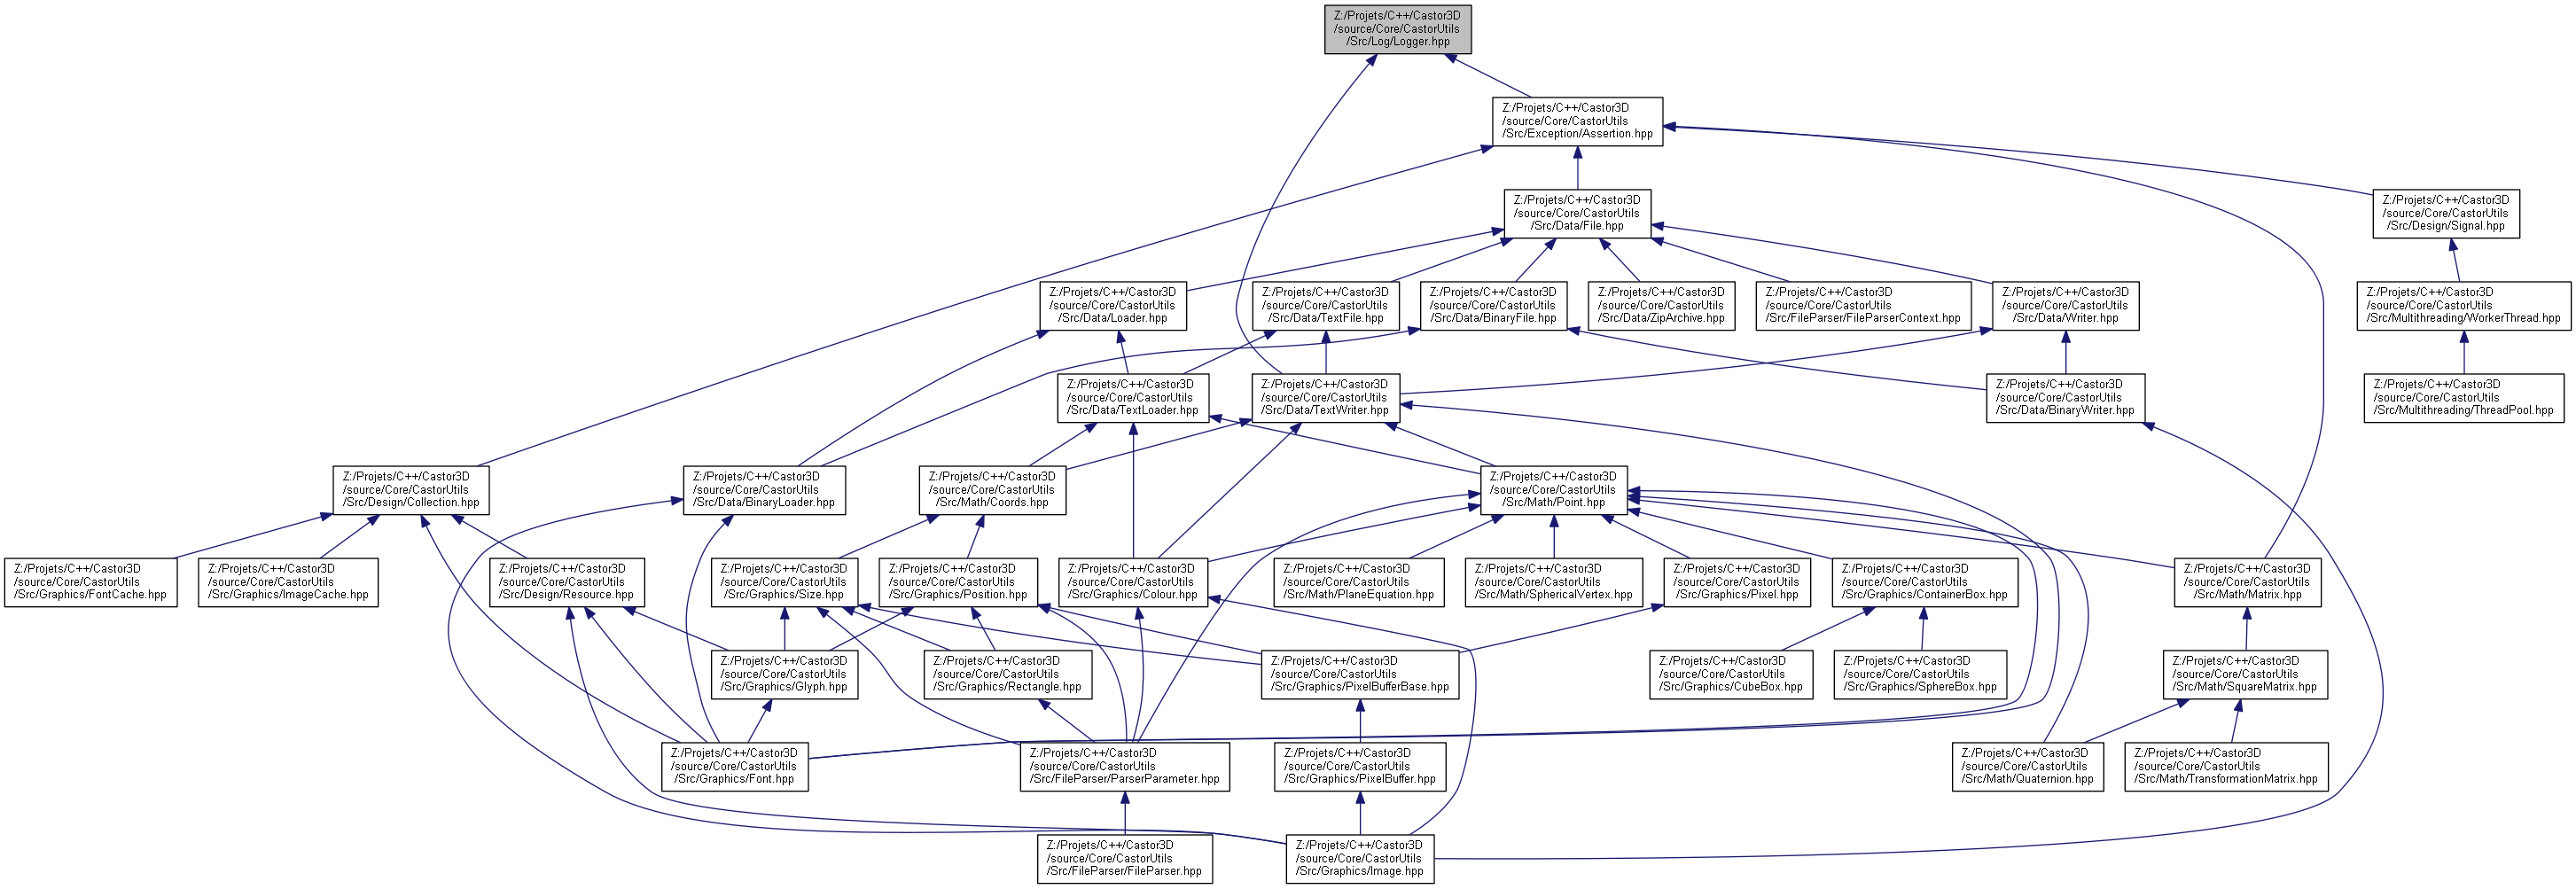 Z:/Projets/C++/Castor3D
/source/Core/CastorUtils
/Src/Log/Logger.hpp
Z:/Projets/C++/Castor3D
/source/Core/CastorUtils
/Src/Exception/Assertion.hpp
Z:/Projets/C++/Castor3D
/source/Core/CastorUtils
/Src/Data/File.hpp
Z:/Projets/C++/Castor3D
/source/Core/CastorUtils
/Src/Design/Signal.hpp
Z:/Projets/C++/Castor3D
/source/Core/CastorUtils
/Src/Data/Loader.hpp
Z:/Projets/C++/Castor3D
/source/Core/CastorUtils
/Src/Data/TextFile.hpp
Z:/Projets/C++/Castor3D
/source/Core/CastorUtils
/Src/Data/BinaryFile.hpp
Z:/Projets/C++/Castor3D
/source/Core/CastorUtils
/Src/Data/ZipArchive.hpp
Z:/Projets/C++/Castor3D
/source/Core/CastorUtils
/Src/FileParser/FileParserContext.hpp
Z:/Projets/C++/Castor3D
/source/Core/CastorUtils
/Src/Data/Writer.hpp
Z:/Projets/C++/Castor3D
/source/Core/CastorUtils
/Src/Multithreading/WorkerThread.hpp
Z:/Projets/C++/Castor3D
/source/Core/CastorUtils
/Src/Data/TextLoader.hpp
Z:/Projets/C++/Castor3D
/source/Core/CastorUtils
/Src/Data/TextWriter.hpp
Z:/Projets/C++/Castor3D
/source/Core/CastorUtils
/Src/Data/BinaryWriter.hpp
Z:/Projets/C++/Castor3D
/source/Core/CastorUtils
/Src/Multithreading/ThreadPool.hpp
Z:/Projets/C++/Castor3D
/source/Core/CastorUtils
/Src/Design/Collection.hpp
Z:/Projets/C++/Castor3D
/source/Core/CastorUtils
/Src/Data/BinaryLoader.hpp
Z:/Projets/C++/Castor3D
/source/Core/CastorUtils
/Src/Math/Coords.hpp
Z:/Projets/C++/Castor3D
/source/Core/CastorUtils
/Src/Math/Point.hpp
Z:/Projets/C++/Castor3D
/source/Core/CastorUtils
/Src/Graphics/FontCache.hpp
Z:/Projets/C++/Castor3D
/source/Core/CastorUtils
/Src/Graphics/ImageCache.hpp
Z:/Projets/C++/Castor3D
/source/Core/CastorUtils
/Src/Design/Resource.hpp
Z:/Projets/C++/Castor3D
/source/Core/CastorUtils
/Src/Graphics/Size.hpp
Z:/Projets/C++/Castor3D
/source/Core/CastorUtils
/Src/Graphics/Position.hpp
Z:/Projets/C++/Castor3D
/source/Core/CastorUtils
/Src/Graphics/Colour.hpp
Z:/Projets/C++/Castor3D
/source/Core/CastorUtils
/Src/Math/PlaneEquation.hpp
Z:/Projets/C++/Castor3D
/source/Core/CastorUtils
/Src/Math/SphericalVertex.hpp
Z:/Projets/C++/Castor3D
/source/Core/CastorUtils
/Src/Graphics/Pixel.hpp
Z:/Projets/C++/Castor3D
/source/Core/CastorUtils
/Src/Graphics/ContainerBox.hpp
Z:/Projets/C++/Castor3D
/source/Core/CastorUtils
/Src/Math/Matrix.hpp
Z:/Projets/C++/Castor3D
/source/Core/CastorUtils
/Src/Graphics/Glyph.hpp
Z:/Projets/C++/Castor3D
/source/Core/CastorUtils
/Src/Graphics/Rectangle.hpp
Z:/Projets/C++/Castor3D
/source/Core/CastorUtils
/Src/Graphics/PixelBufferBase.hpp
Z:/Projets/C++/Castor3D
/source/Core/CastorUtils
/Src/Graphics/CubeBox.hpp
Z:/Projets/C++/Castor3D
/source/Core/CastorUtils
/Src/Graphics/SphereBox.hpp
Z:/Projets/C++/Castor3D
/source/Core/CastorUtils
/Src/Math/SquareMatrix.hpp
Z:/Projets/C++/Castor3D
/source/Core/CastorUtils
/Src/Graphics/Font.hpp
Z:/Projets/C++/Castor3D
/source/Core/CastorUtils
/Src/FileParser/ParserParameter.hpp
Z:/Projets/C++/Castor3D
/source/Core/CastorUtils
/Src/Graphics/PixelBuffer.hpp
Z:/Projets/C++/Castor3D
/source/Core/CastorUtils
/Src/Math/Quaternion.hpp
Z:/Projets/C++/Castor3D
/source/Core/CastorUtils
/Src/Math/TransformationMatrix.hpp
Z:/Projets/C++/Castor3D
/source/Core/CastorUtils
/Src/FileParser/FileParser.hpp
Z:/Projets/C++/Castor3D
/source/Core/CastorUtils
/Src/Graphics/Image.hpp